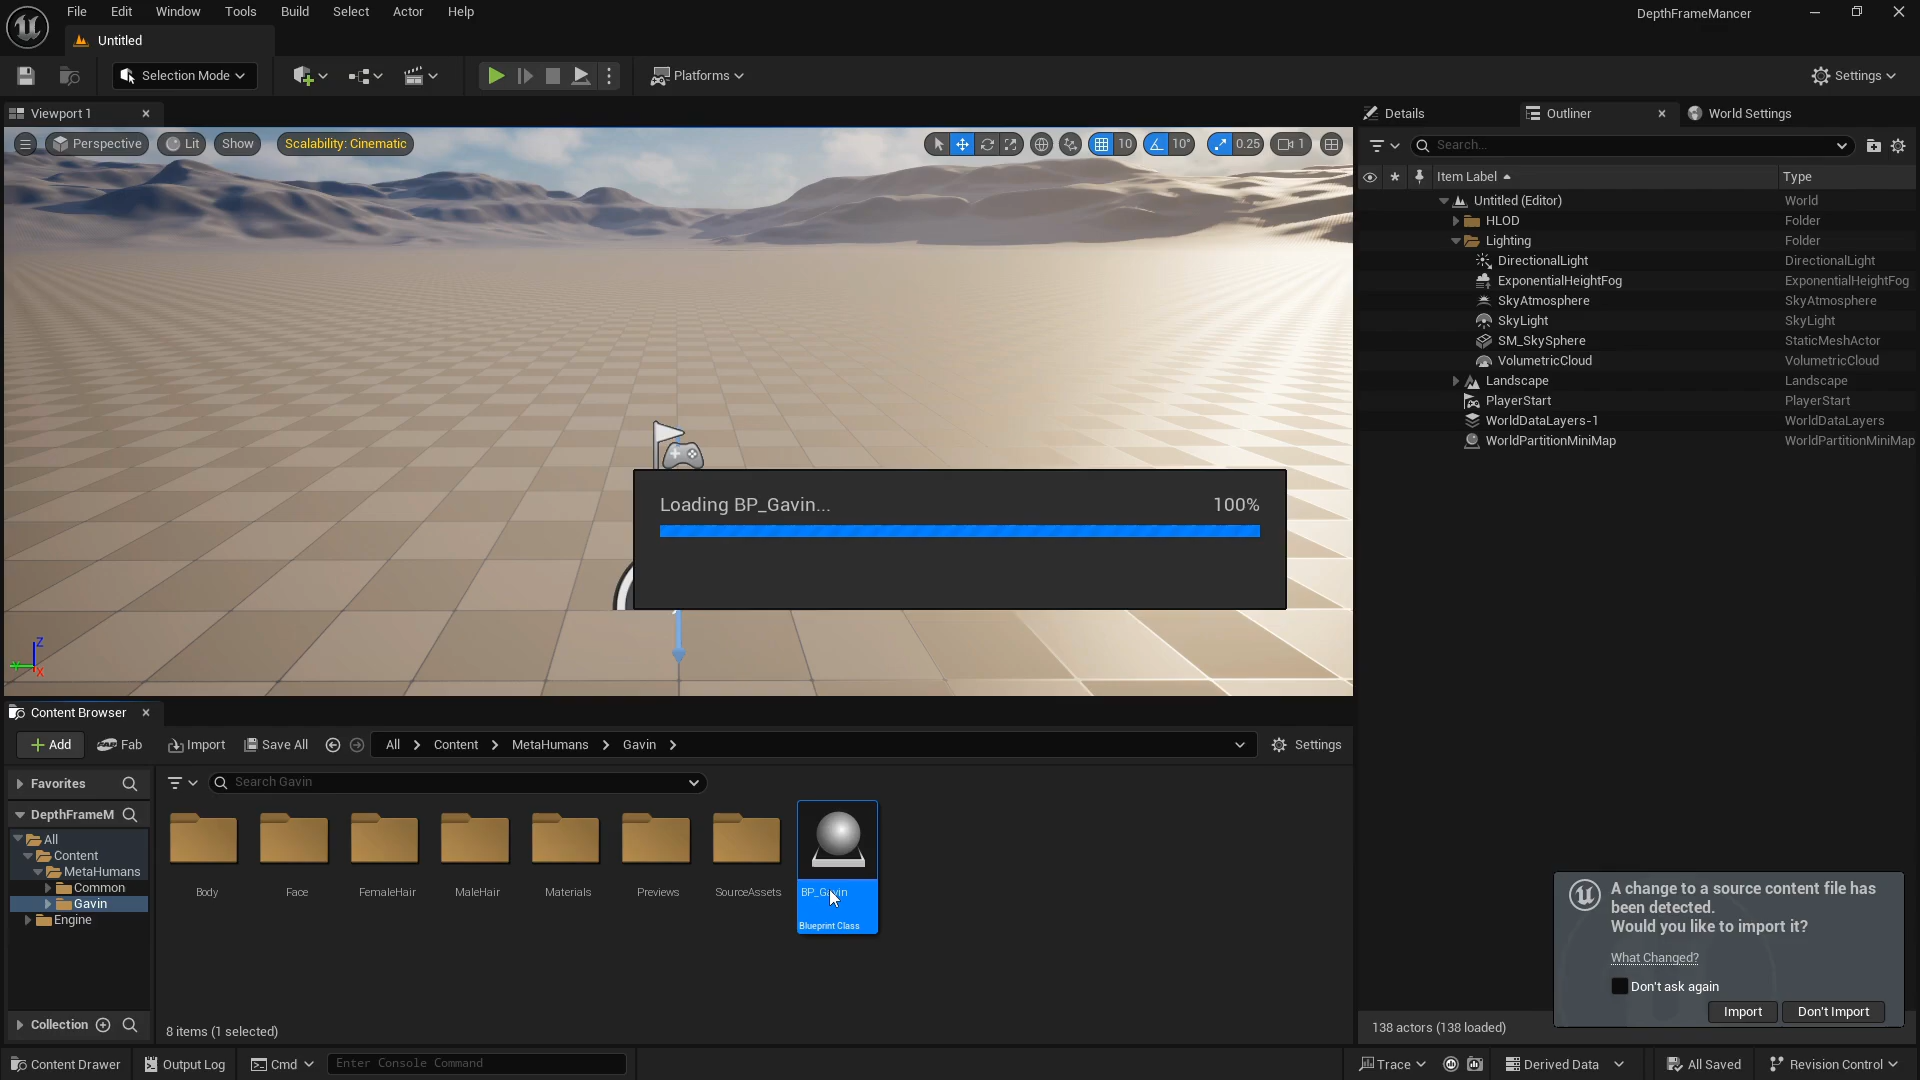 File Edit Window Tools Build Select Actor Help
DepthFrameMancer
Untitled
Selection Mode
Platforms
Settings
Viewport 1
Details
Outliner
World Settings
Perspective
Lit
Show
Scalability: Cinematic
10
10°
0.25
1
Search...
Item Label
Type
Untitled (Editor) World
HLOD Folder
Lighting Folder
DirectionalLight DirectionalLight
ExponentialHeightFog ExponentialHeightFog
SkyAtmosphere SkyAtmosphere
SkyLight SkyLight
SM_SkySphere StaticMeshActor
VolumetricCloud VolumetricCloud
Landscape Landscape
PlayerStart PlayerStart
WorldDataLayers-1 WorldDataLayers
WorldPartitionMiniMap WorldPartitionMiniMap
Loading BP_Gavin... 100%
Z
X
Content Browser
Add
Fab
Import
Save All
All > Content > MetaHumans > Gavin >
Settings
Favorites
Search Gavin
DepthFrameM
All
Content
MetaHumans
Common
Gavin
Engine
Body
Face
FemaleHair
MaleHair
Materials
Previews
SourceAssets
BP_Gavin
Blueprint Class
A change to a source content file has
been detected.
Would you like to import it?
What Changed?
Don't ask again
Import
Don't Import
Collection
8 items (1 selected)
138 actors (138 loaded)
Content Drawer
Output Log
Cmd
Enter Console Command
Trace
Derived Data
All Saved
Revision Control